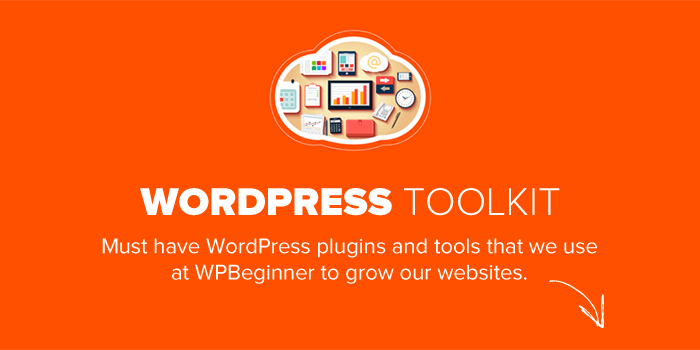 WORDPRESS TOOLKIT
Must have WordPress plugins and tools that we use
at WPBeginner to grow our websites.